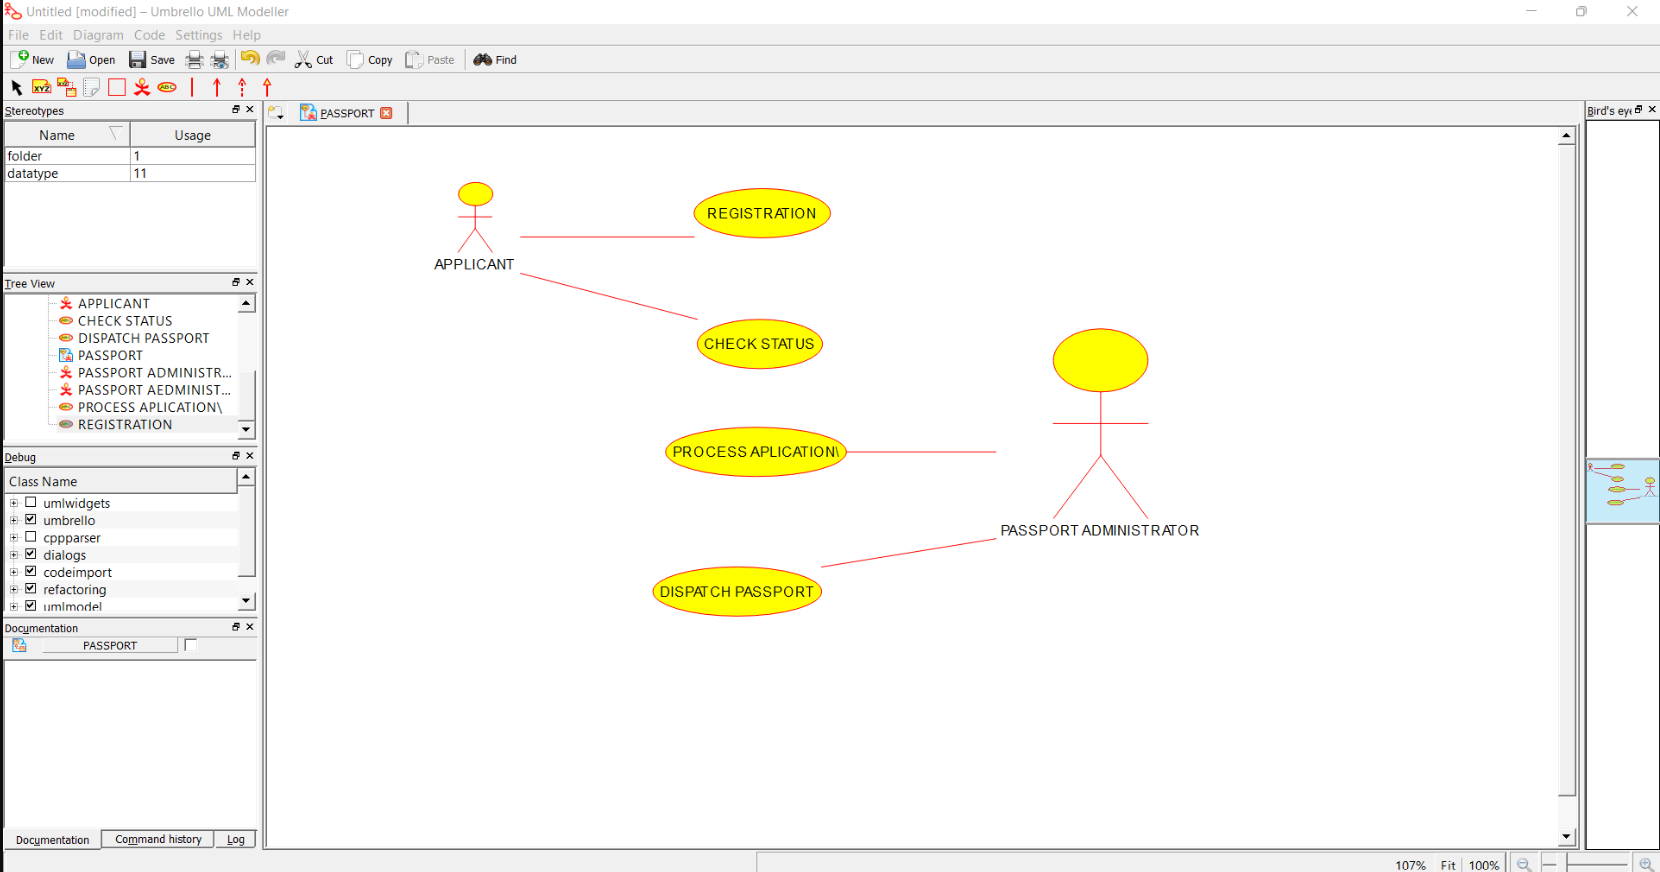 Untitled [modified] – Umbrello UML Modeller
File Edit Diagram Code Settings Help
New Open Save Cut Copy Paste Find
XYZ XYZ ABC
Stereotypes
Name Usage
folder 1
datatype 11
Tree View
APPLICANT
CHECK STATUS
DISPATCH PASSPORT
PASSPORT
PASSPORT ADMINISTR...
PASSPORT AEDMINIST...
PROCESS APLICATION\
REGISTRATION
Debug
Class Name
umlwidgets
umbrello
cppparser
dialogs
codeimport
refactoring
umlmodel
Documentation
PASSPORT
Documentation Command history Log
PASSPORT
REGISTRATION
APPLICANT
CHECK STATUS
PROCESS APLICATION\
PASSPORT ADMINISTRATOR
DISPATCH PASSPORT
Bird's eye
107% Fit 100%